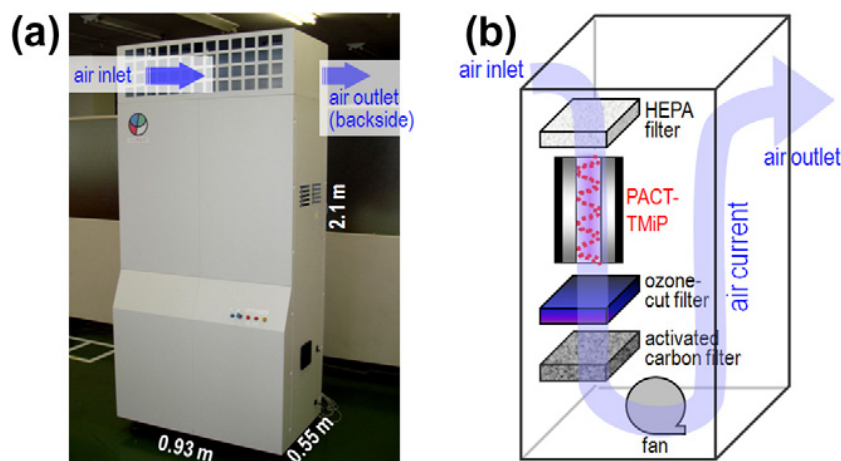 (a)
air inlet
air outlet
(backside)
2.1 m
0.93 m
0.55 m
(b)
air inlet
HEPA
filter
PACT-
TMiP
air outlet
ozone-
cut filter
air current
activated
carbon filter
fan